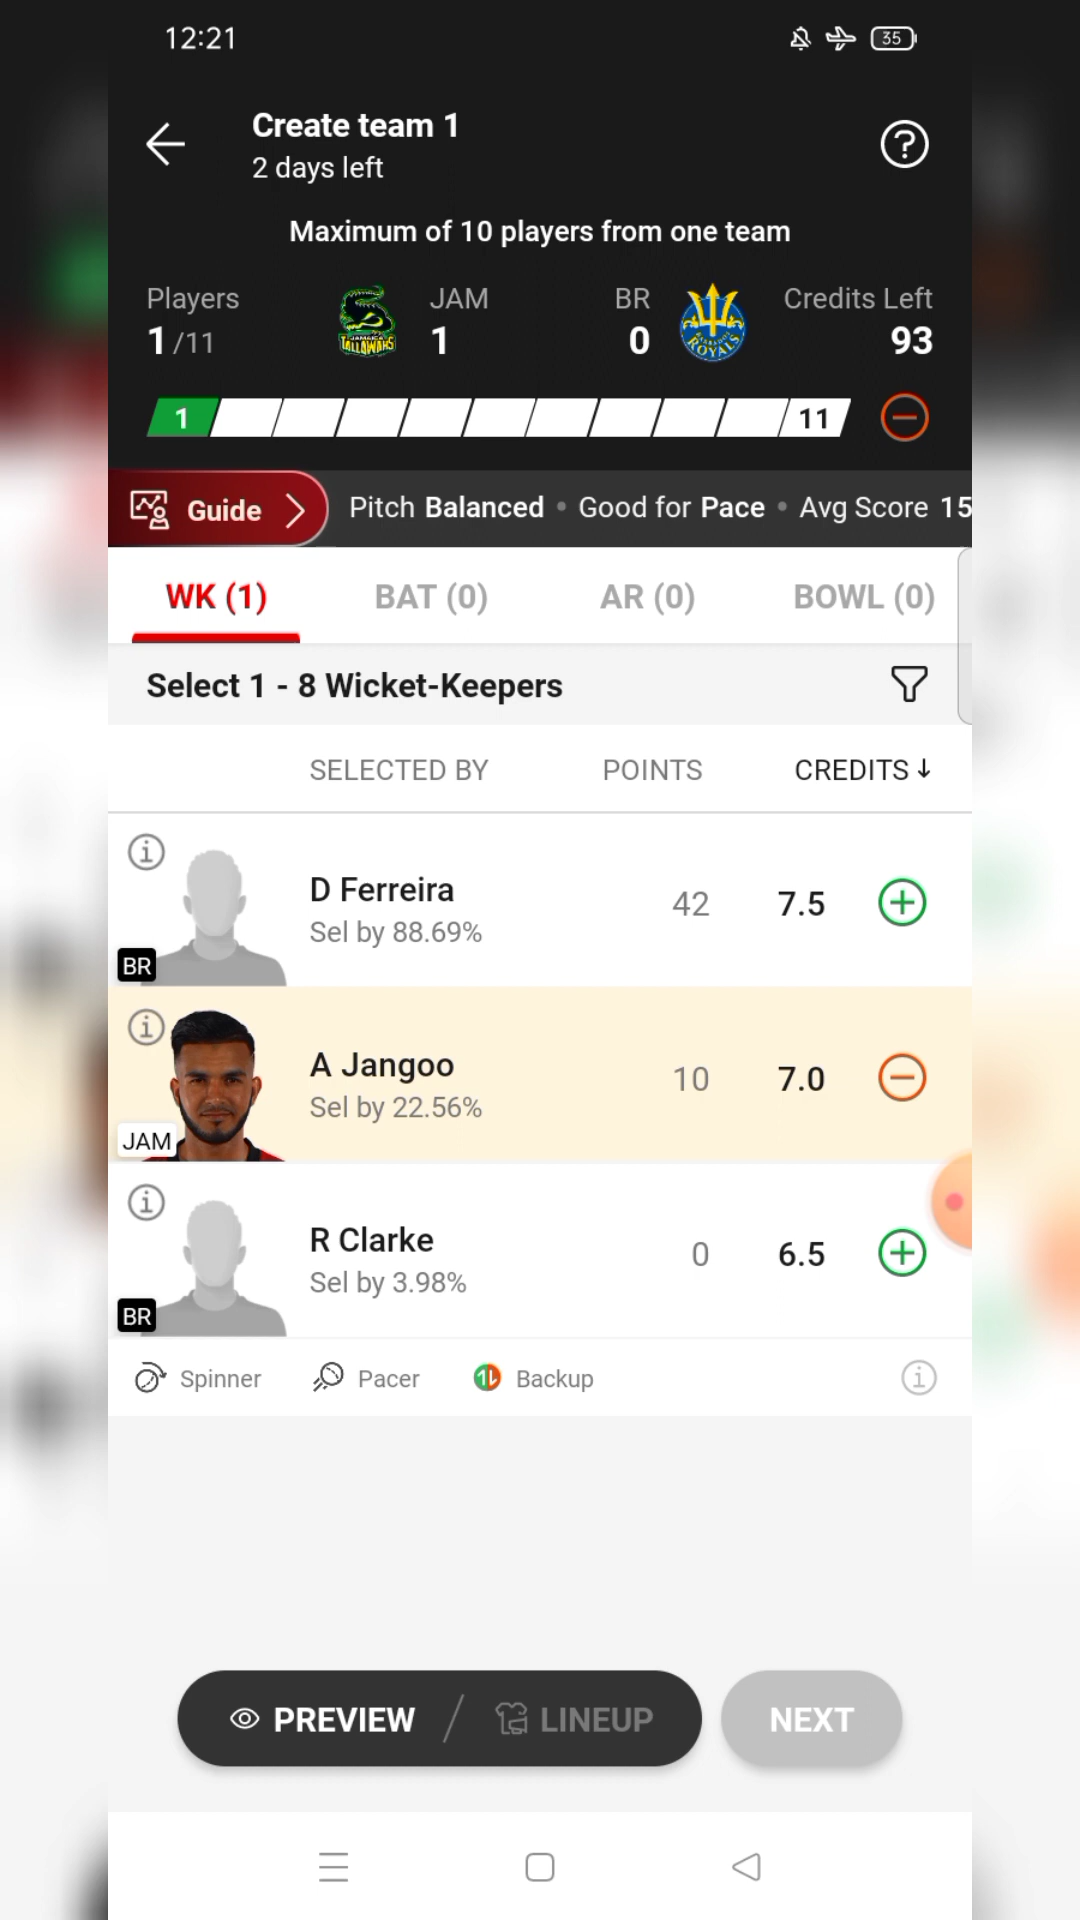 12:21
35
Create team 1
2 days left
Maximum of 10 players from one team
Players
JAM
BR
Credits Left
1 /11
1
0
93
JAMAICA
TALLAWAHS
ROYALS
1
11
Guide
Pitch Balanced • Good for Pace • Avg Score 15
WK (1)
BAT (0)
AR (0)
BOWL (0)
Select 1 - 8 Wicket-Keepers
SELECTED BY
POINTS
CREDITS ↓
D Ferreira
Sel by 88.69%
42
7.5
BR
A Jangoo
Sel by 22.56%
10
7.0
JAM
R Clarke
Sel by 3.98%
0
6.5
BR
Spinner
Pacer
Backup
PREVIEW
LINEUP
NEXT